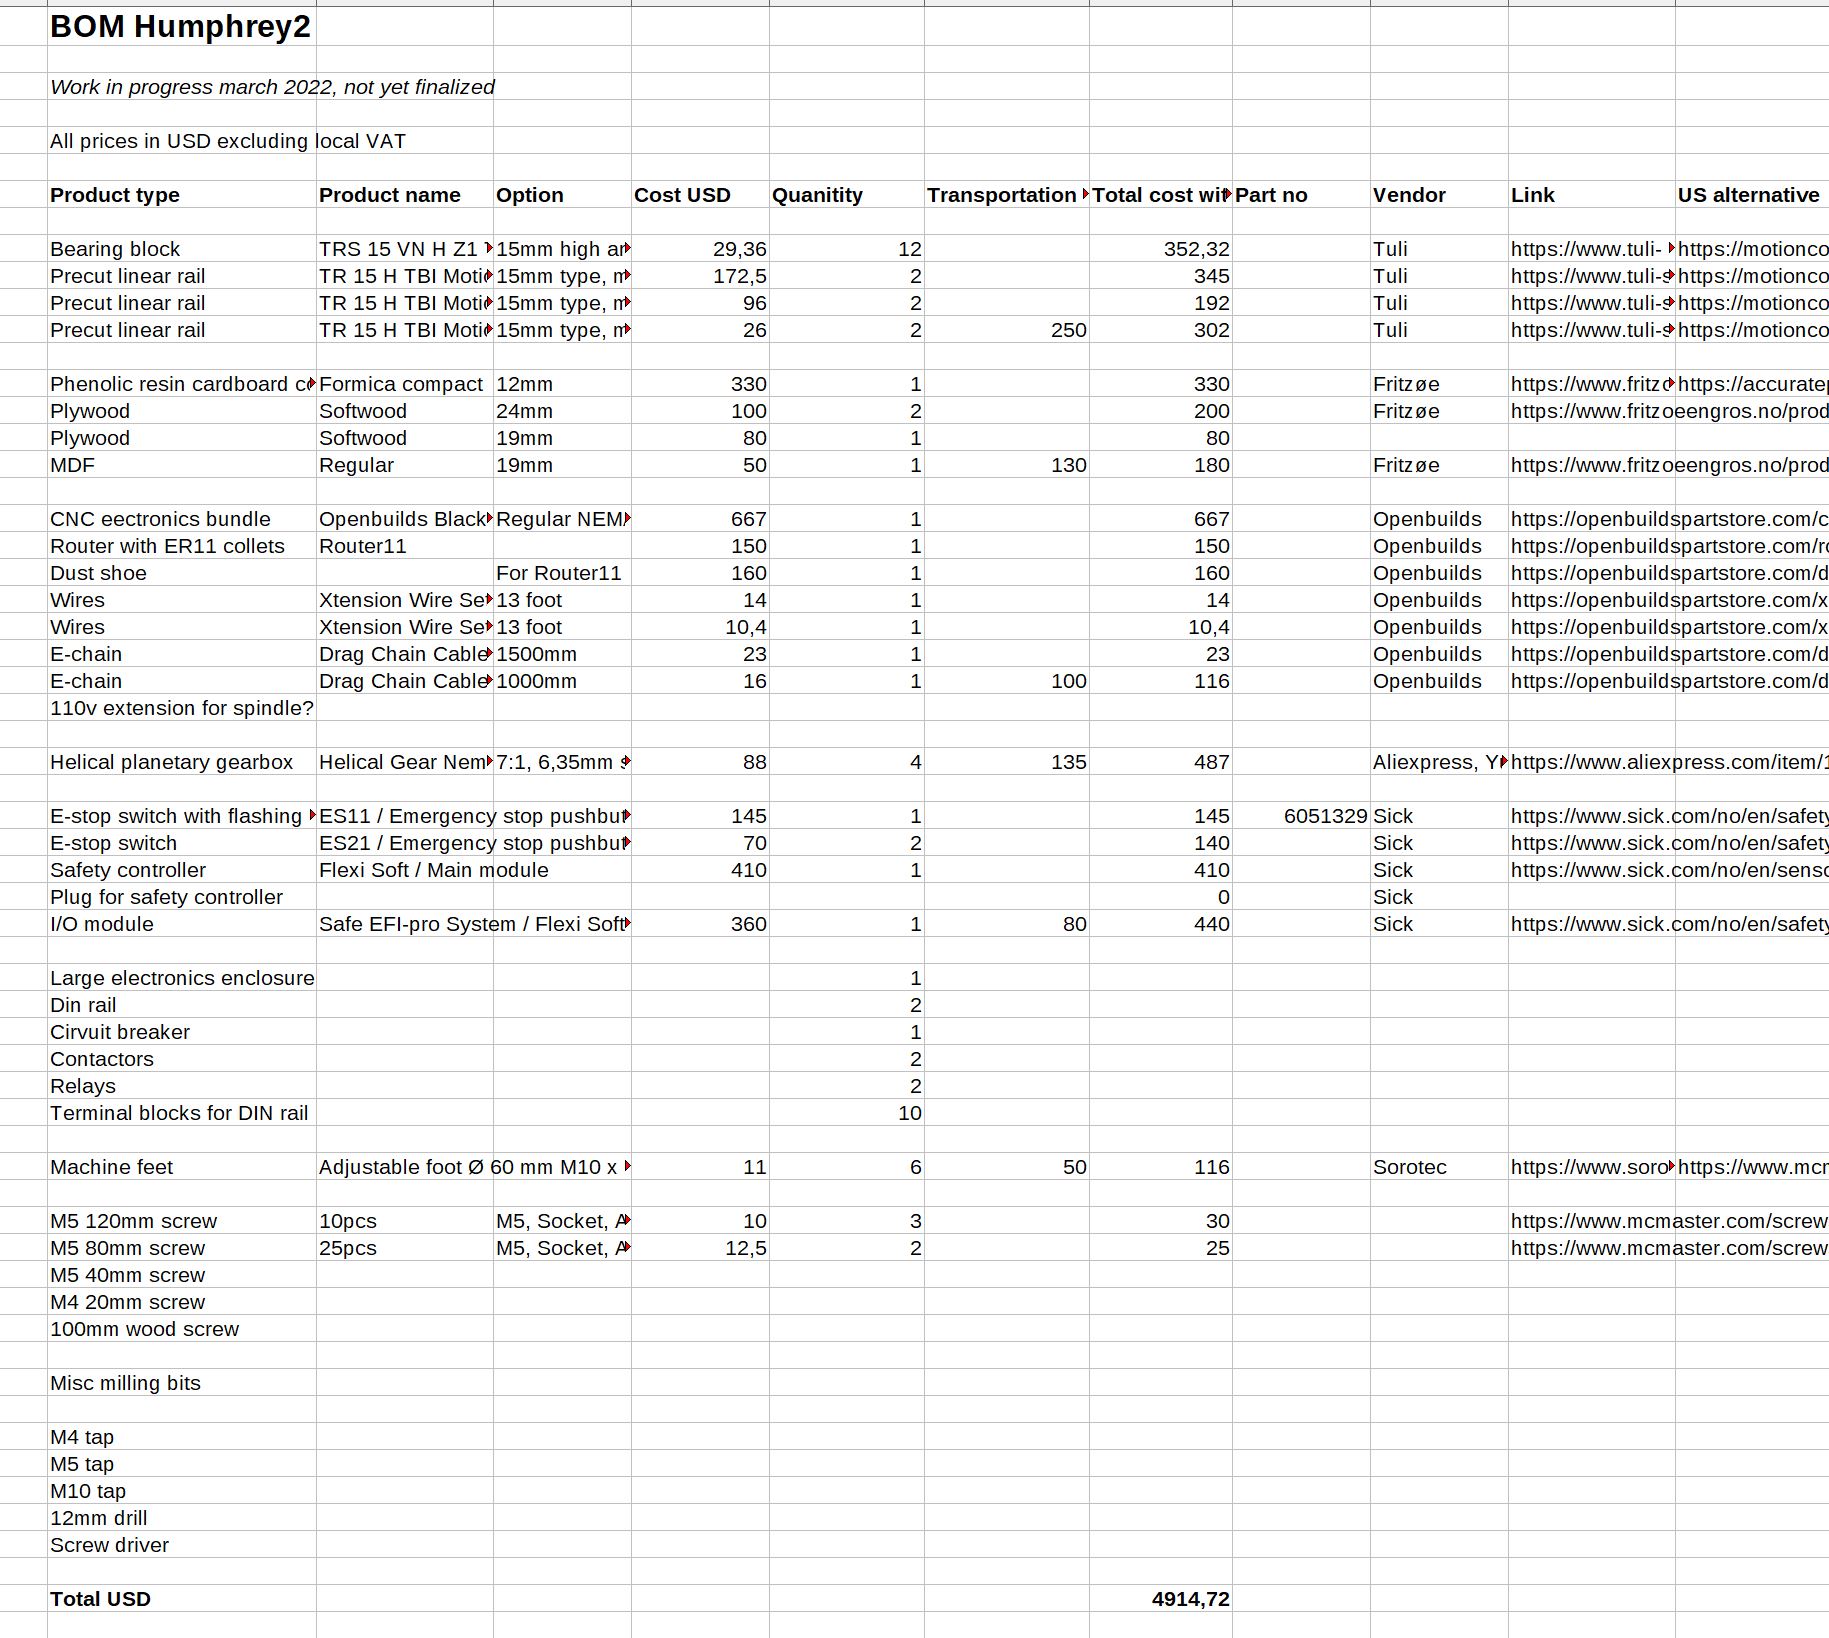 BOM Humphrey2
Work in progress march 2022, not yet finalized
All prices in USD excluding local VAT
Product type Product name Option Cost USD Quanitity Transportation Total cost wit Part no Vendor Link US alternative
Bearing block TRS 15 VN H Z1 15mm high ar 29,36 12 352,32 Tuli https://www.tuli- https://motionco
Precut linear rail TR 15 H TBI Motic 15mm type, m 172,5 2 345 Tuli https://www.tuli-s https://motionco
Precut linear rail TR 15 H TBI Motic 15mm type, m 96 2 192 Tuli https://www.tuli-s https://motionco
Precut linear rail TR 15 H TBI Motic 15mm type, m 26 2 250 302 Tuli https://www.tuli-s https://motionco
Phenolic resin cardboard co Formica compact 12mm 330 1 330 Fritzøe https://www.fritzo https://accuratep
Plywood Softwood 24mm 100 2 200 Fritzøe https://www.fritzoeengros.no/prod
Plywood Softwood 19mm 80 1 80
MDF Regular 19mm 50 1 130 180 Fritzøe https://www.fritzoeengros.no/prod
CNC eectronics bundle Openbuilds Black Regular NEMA 667 1 667 Openbuilds https://openbuildspartstore.com/c
Router with ER11 collets Router11 150 1 150 Openbuilds https://openbuildspartstore.com/ro
Dust shoe For Router11 160 1 160 Openbuilds https://openbuildspartstore.com/d
Wires Xtension Wire Set 13 foot 14 1 14 Openbuilds https://openbuildspartstore.com/x
Wires Xtension Wire Set 13 foot 10,4 1 10,4 Openbuilds https://openbuildspartstore.com/x
E-chain Drag Chain Cable 1500mm 23 1 23 Openbuilds https://openbuildspartstore.com/d
E-chain Drag Chain Cable 1000mm 16 1 100 116 Openbuilds https://openbuildspartstore.com/d
110v extension for spindle?
Helical planetary gearbox Helical Gear Nem 7:1, 6,35mm s 88 4 135 487 Aliexpress, Y https://www.aliexpress.com/item/1
E-stop switch with flashing ES11 / Emergency stop pushbut 145 1 145 6051329 Sick https://www.sick.com/no/en/safety
E-stop switch ES21 / Emergency stop pushbut 70 2 140 Sick https://www.sick.com/no/en/safety
Safety controller Flexi Soft / Main module 410 1 410 Sick https://www.sick.com/no/en/senso
Plug for safety controller 0 Sick
I/O module Safe EFI-pro System / Flexi Soft 360 1 80 440 Sick https://www.sick.com/no/en/safety
Large electronics enclosure 1
Din rail 2
Cirvuit breaker 1
Contactors 2
Relays 2
Terminal blocks for DIN rail 10
Machine feet Adjustable foot Ø 60 mm M10 x 11 6 50 116 Sorotec https://www.soro https://www.mcm
M5 120mm screw 10pcs M5, Socket, A 10 3 30 https://www.mcmaster.com/screw
M5 80mm screw 25pcs M5, Socket, A 12,5 2 25 https://www.mcmaster.com/screw
M5 40mm screw
M4 20mm screw
100mm wood screw
Misc milling bits
M4 tap
M5 tap
M10 tap
12mm drill
Screw driver
Total USD 4914,72